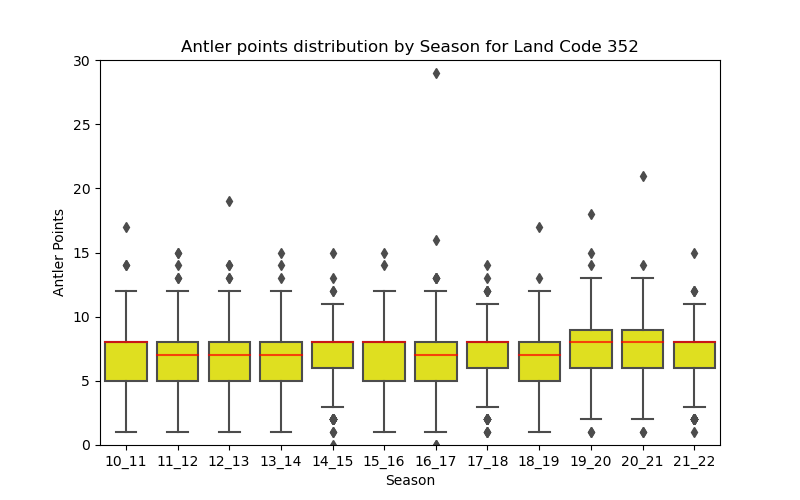 Antler points distribution by Season for Land Code 352
30
25
20
15
10
5
0
Antler Points
10_11 11_12 12_13 13_14 14_15 15_16 16_17 17_18 18_19 19_20 20_21 21_22
Season